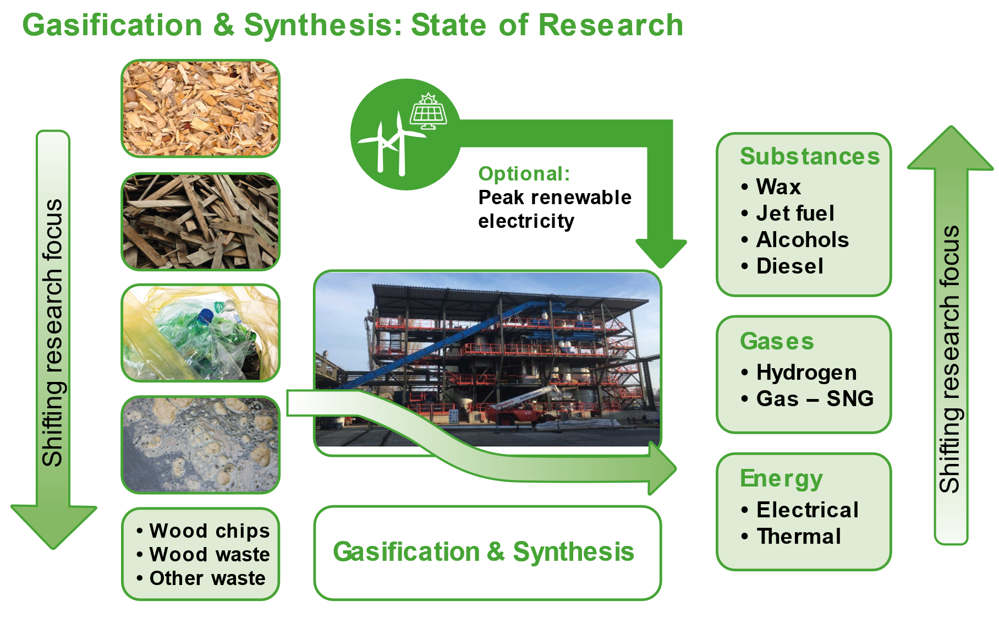 Gasification & Synthesis: State of Research
Shifting research focus
• Wood chips
• Wood waste
• Other waste
Optional:
Peak renewable
electricity
Gasification & Synthesis
Substances
• Wax
• Jet fuel
• Alcohols
• Diesel
Gases
• Hydrogen
• Gas – SNG
Energy
• Electrical
• Thermal
Shifting research focus